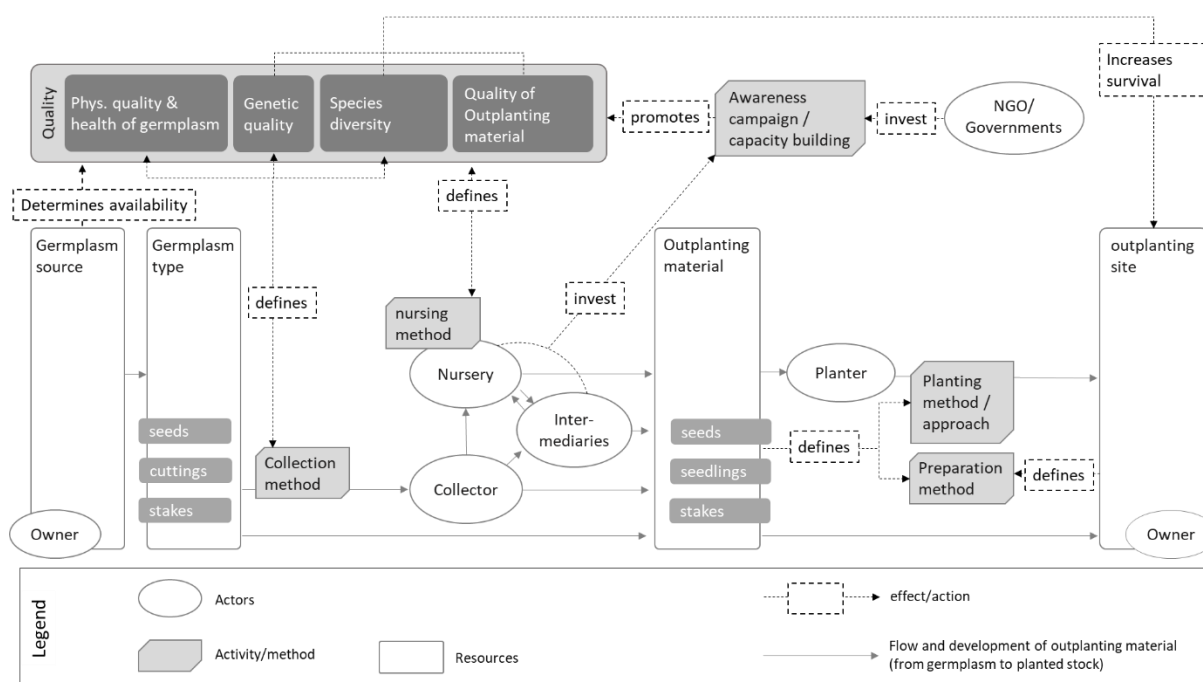 Quality
Phys. quality &
health of germplasm
Genetic
quality
Species
diversity
Quality of
Outplanting
material
promotes
Awareness
campaign /
capacity building
invest
NGO/
Governments
Increases
survival
Determines availability
defines
Germplasm
source
Germplasm
type
defines
nursing
method
invest
Outplanting
material
outplanting
site
Nursery
Inter-
mediaries
Planter
Planting
method /
approach
seeds
cuttings
stakes
Collection
method
Collector
seeds
seedlings
stakes
defines
Preparation
method
defines
Owner
Owner
Legend
Actors
Activity/method
Resources
effect/action
Flow and development of outplanting material
(from germplasm to planted stock)